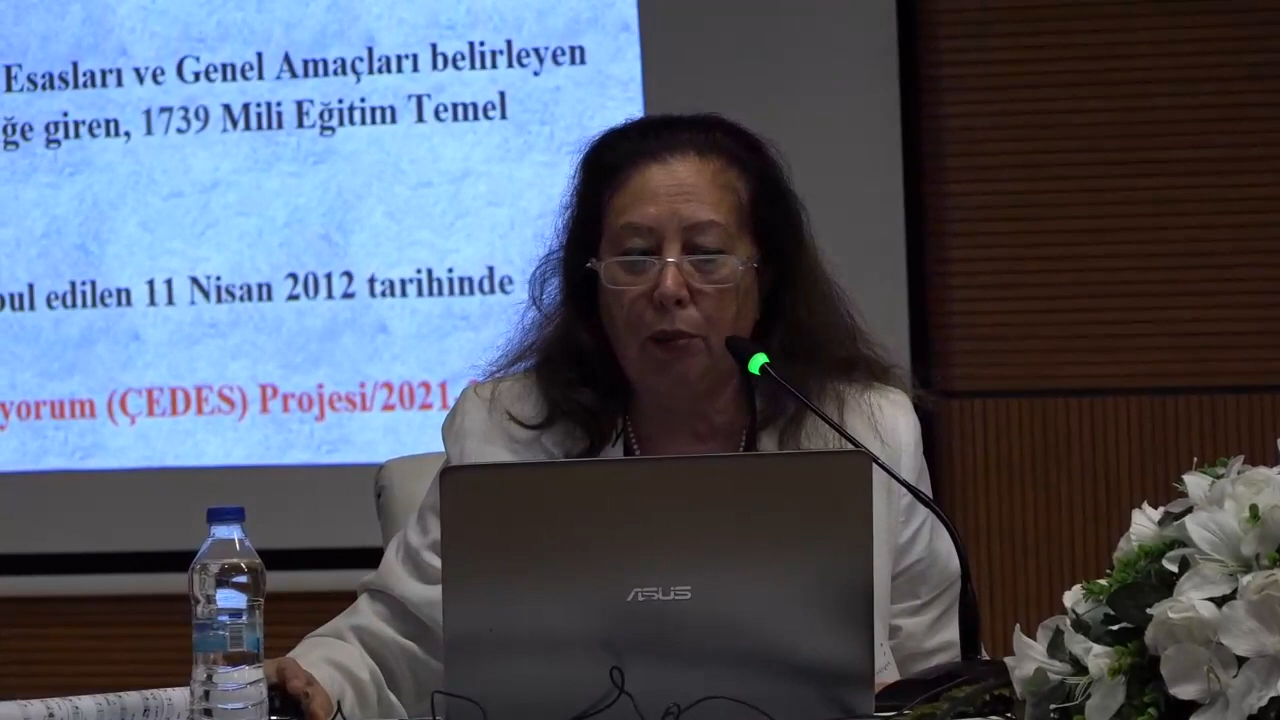 Esasları ve Genel Amaçları belirleyen
ğe giren, 1739 Mili Eğitim Temel
bul edilen 11 Nisan 2012 tarihinde
yorum (ÇEDES) Projesi/2021
ASUS